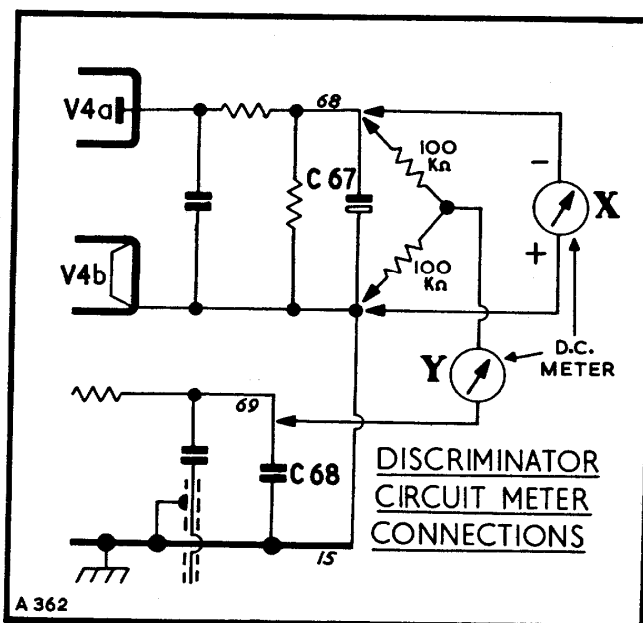 V4a
68
100
KΩ
C 67
-
X
+
V4b
100
KΩ
D.C.
METER
Y
69
C 68
DISCRIMINATOR
CIRCUIT METER
CONNECTIONS
15
A 362